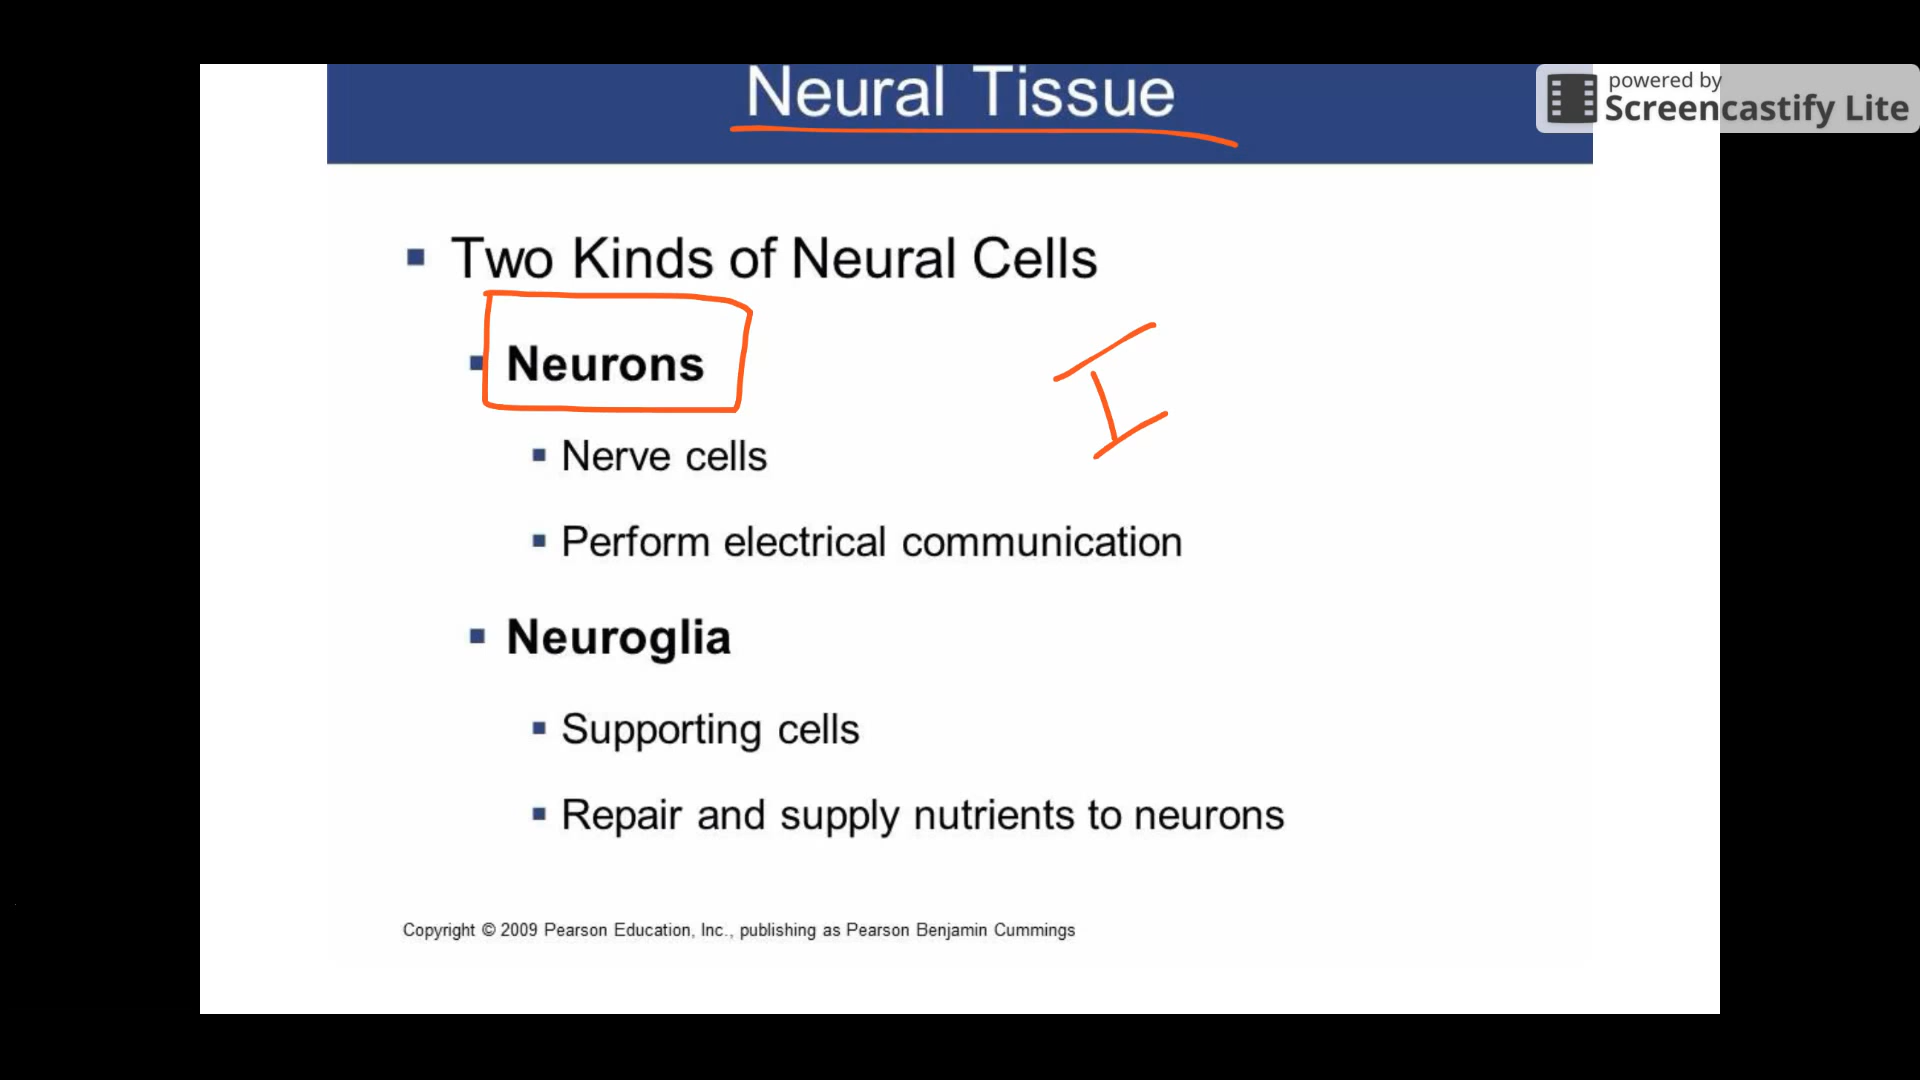 Neural Tissue
powered by
Screencastify Lite
Two Kinds of Neural Cells
Neurons
I
Nerve cells
Perform electrical communication
Neuroglia
Supporting cells
Repair and supply nutrients to neurons
Copyright © 2009 Pearson Education, Inc., publishing as Pearson Benjamin Cummings